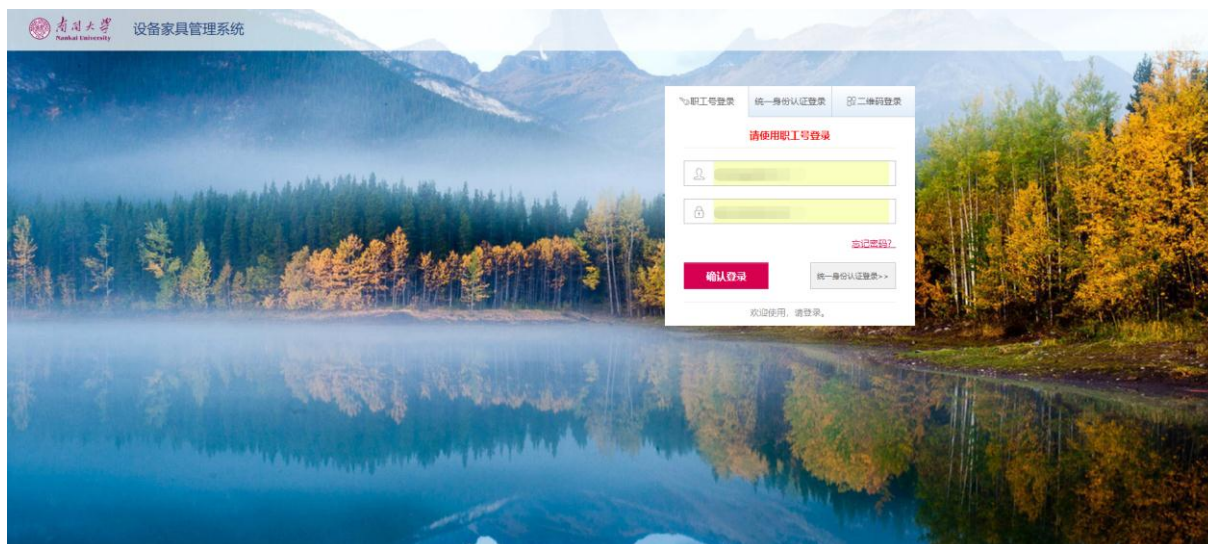 南开大学
Nankai University
设备家具管理系统
职工号登录
统一身份认证登录
二维码登录
请使用职工号登录
忘记密码?
确认登录
统一身份认证登录>>
欢迎使用，请登录。